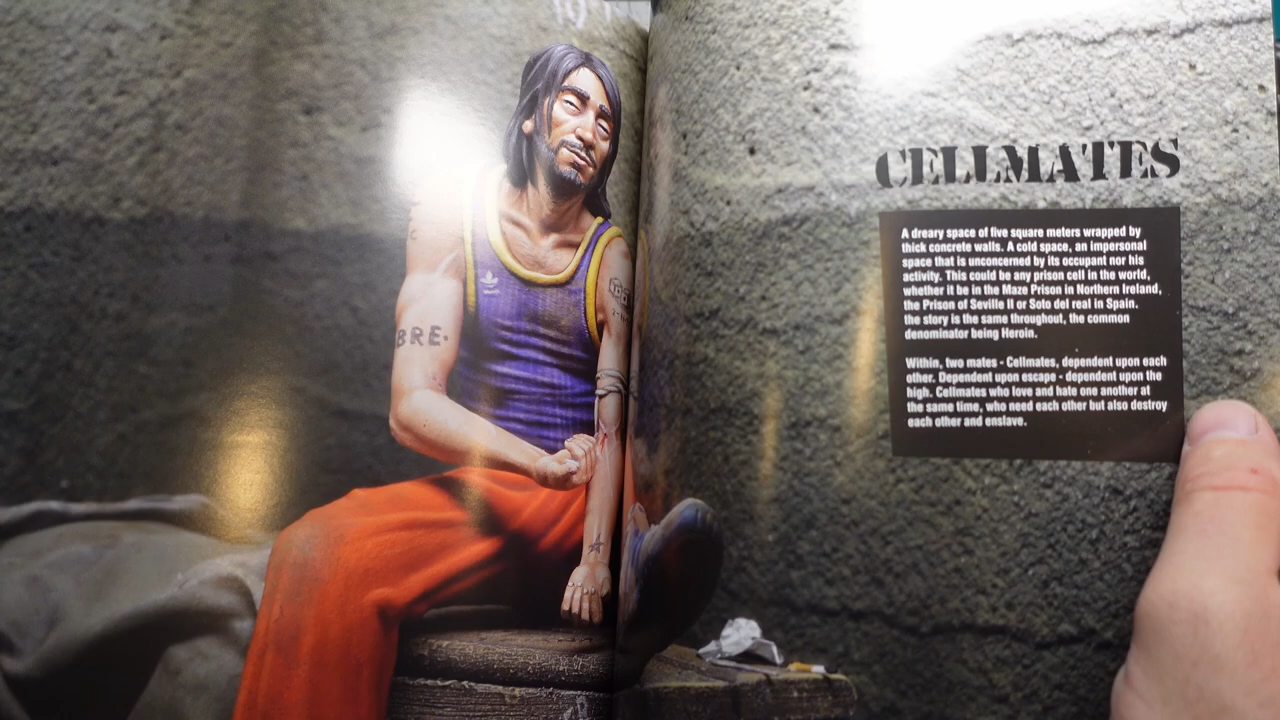 BRE.
CELLMATES
A dreary space of five square meters wrapped by
thick concrete walls. A cold space, an impersonal
space that is unconcerned by its occupant nor his
activity. This could be any prison cell in the world,
whether it be in the Maze Prison in Northern Ireland,
the Prison of Seville II or Soto del real in Spain.
the story is the same throughout, the common
denominator being Heroin.
Within, two mates - Cellmates, dependent upon each
other. Dependent upon escape - dependent upon the
high. Cellmates who love and hate one another at
the same time, who need each other but also destroy
each other and enslave.